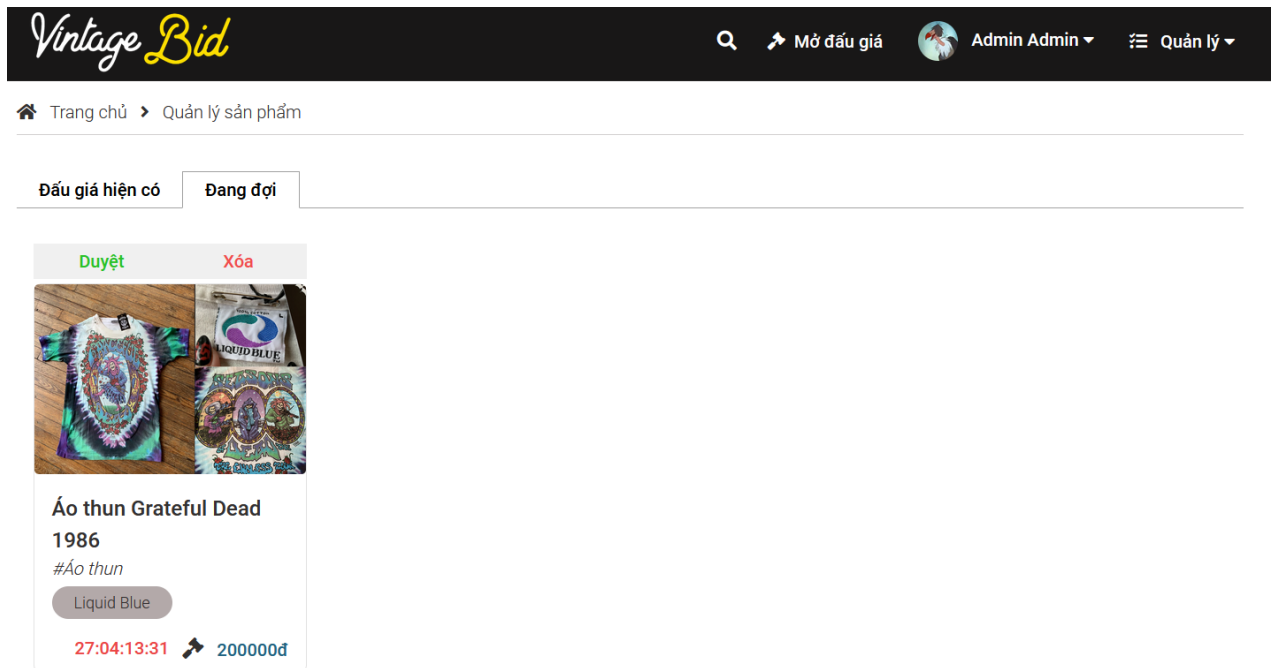 Vintage Bid
Mở đấu giá
Admin Admin
Quản lý
Trang chủ
Quản lý sản phẩm
Đấu giá hiện có
Đang đợi
Duyệt
Xóa
LIQUID BLUE
Áo thun Grateful Dead
1986
#Áo thun
Liquid Blue
27:04:13:31
200000đ